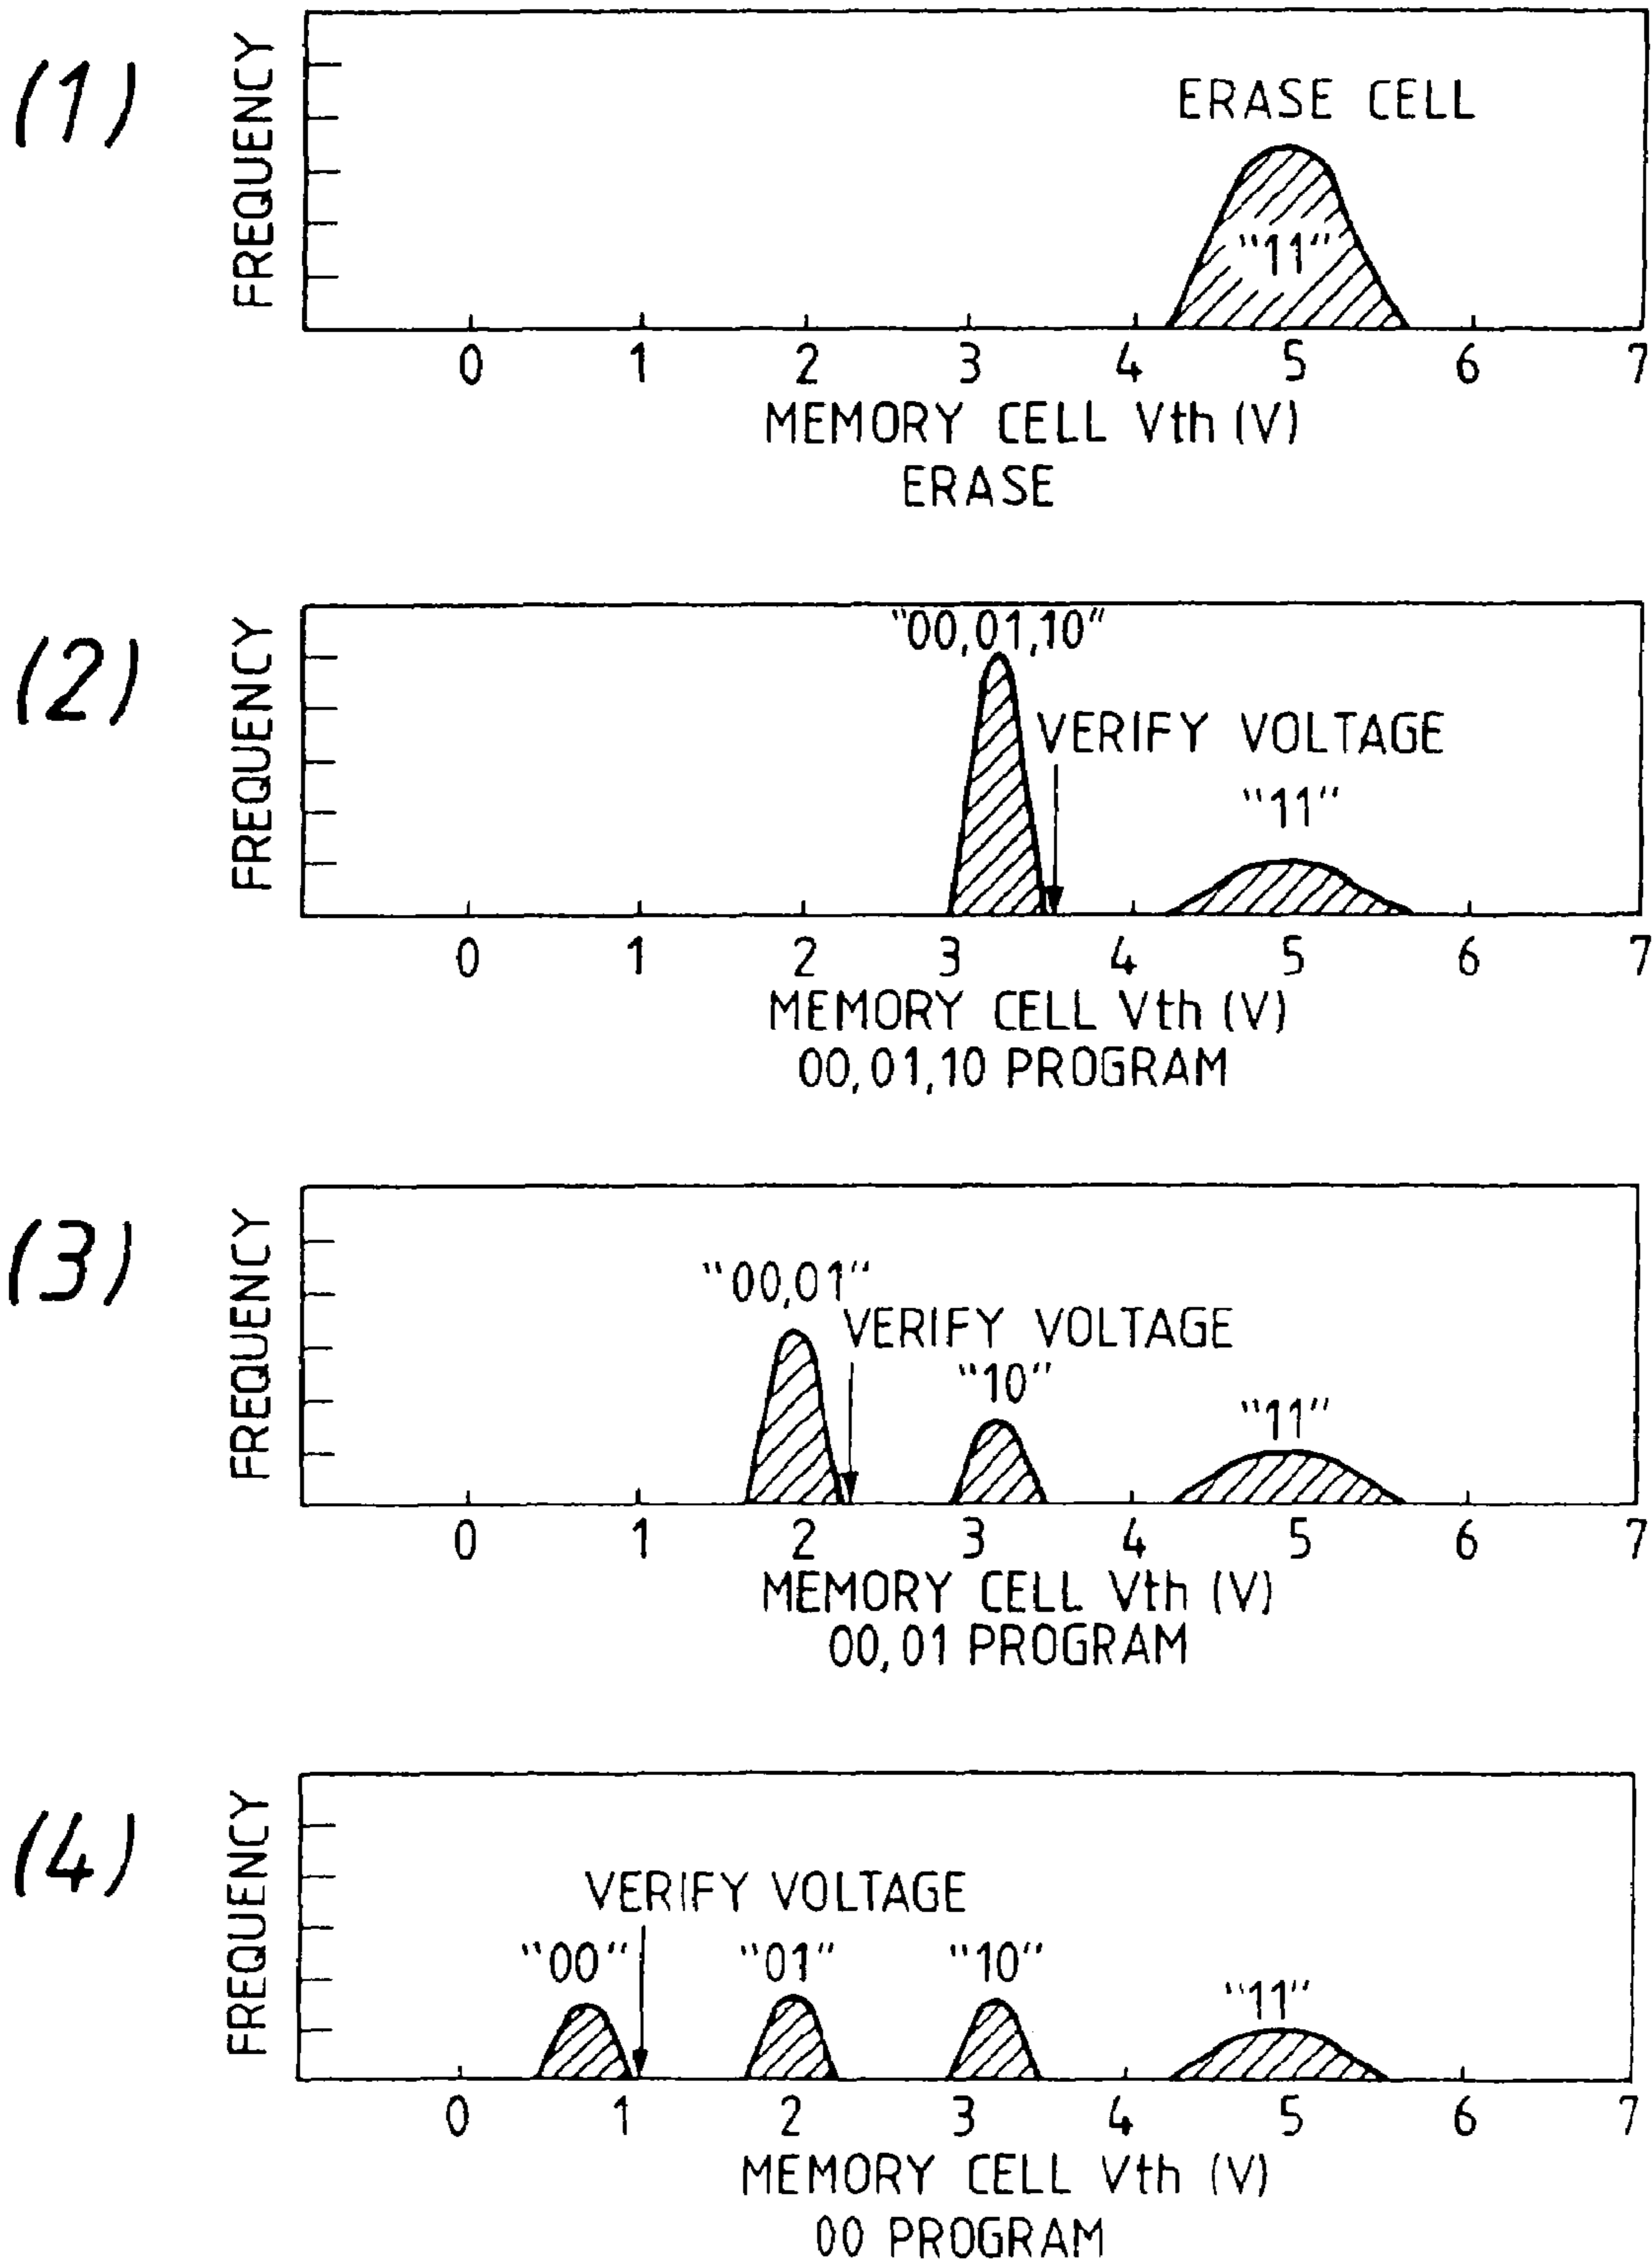 (1)
FREQUENCY
ERASE CELL
"11"
0 1 2 3 4 5 6 7
MEMORY CELL Vth (V)
ERASE
(2)
FREQUENCY
"00,01,10"
VERIFY VOLTAGE
"11"
0 1 2 3 4 5 6 7
MEMORY CELL Vth (V)
00,01,10 PROGRAM
(3)
FREQUENCY
"00,01"
VERIFY VOLTAGE
"10"
"11"
0 1 2 3 4 5 6 7
MEMORY CELL Vth (V)
00,01 PROGRAM
(4)
FREQUENCY
VERIFY VOLTAGE
"00" "01" "10" "11"
0 1 2 3 4 5 6 7
MEMORY CELL Vth (V)
00 PROGRAM